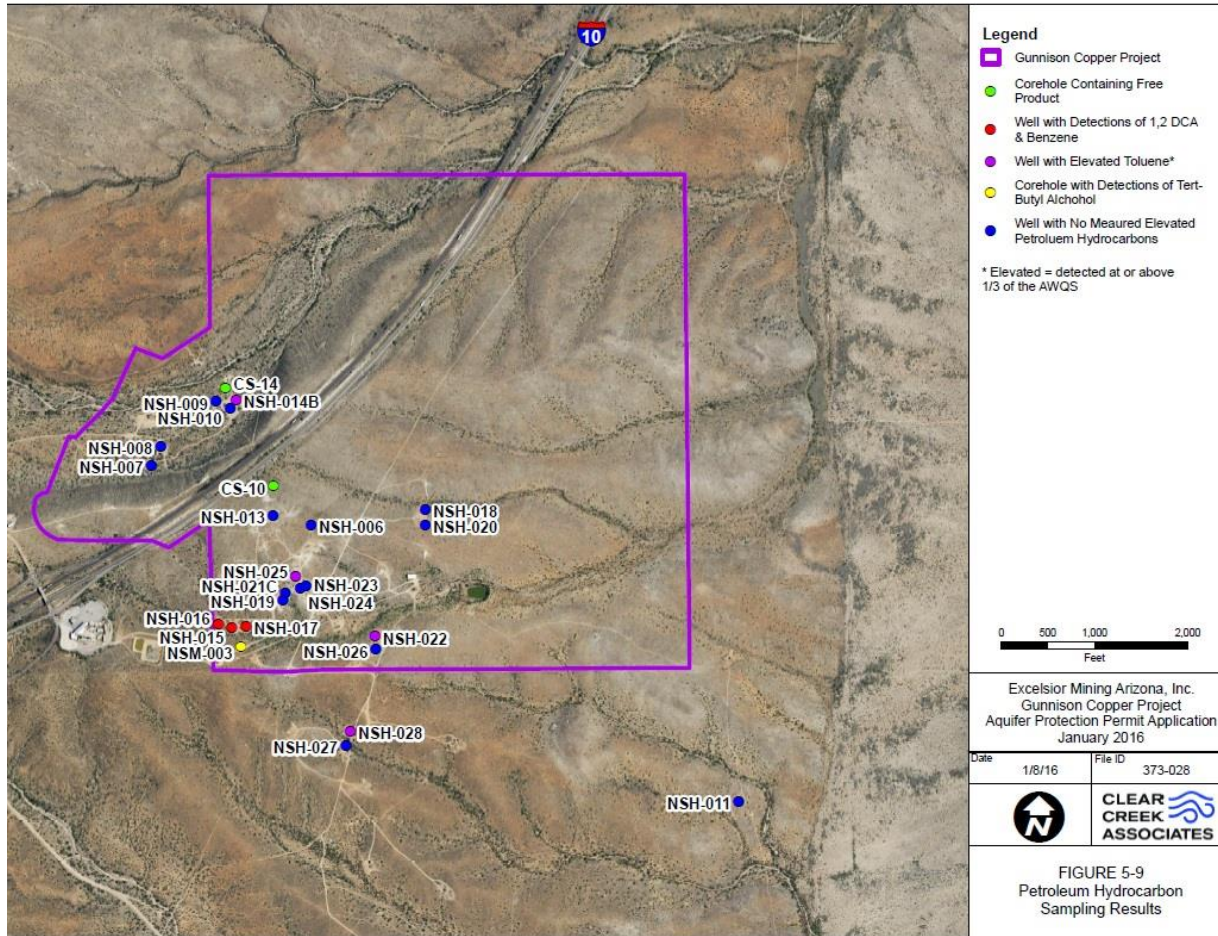 10
CS-14
NSH-009
NSH-014B
NSH-010
NSH-008
NSH-007
CS-10
NSH-013
NSH-006
NSH-018
NSH-020
NSH-025
NSH-021C
NSH-023
NSH-019
NSH-024
NSH-016
NSH-017
NSH-015
NSM-003
NSH-022
NSH-026
NSH-028
NSH-027
NSH-011
Legend
Gunnison Copper Project
Corehole Containing Free
Product
Well with Detections of 1,2 DCA
& Benzene
Well with Elevated Toluene*
Corehole with Detections of Tert-
Butyl Alchohol
Well with No Meaured Elevated
Petroluem Hydrocarbons
* Elevated = detected at or above
1/3 of the AWQS
0 500 1,000 2,000
Feet
Excelsior Mining Arizona, Inc.
Gunnison Copper Project
Aquifer Protection Permit Application
January 2016
Date 1/8/16
File ID 373-028
N
CLEAR
CREEK
ASSOCIATES
FIGURE 5-9
Petroleum Hydrocarbon
Sampling Results